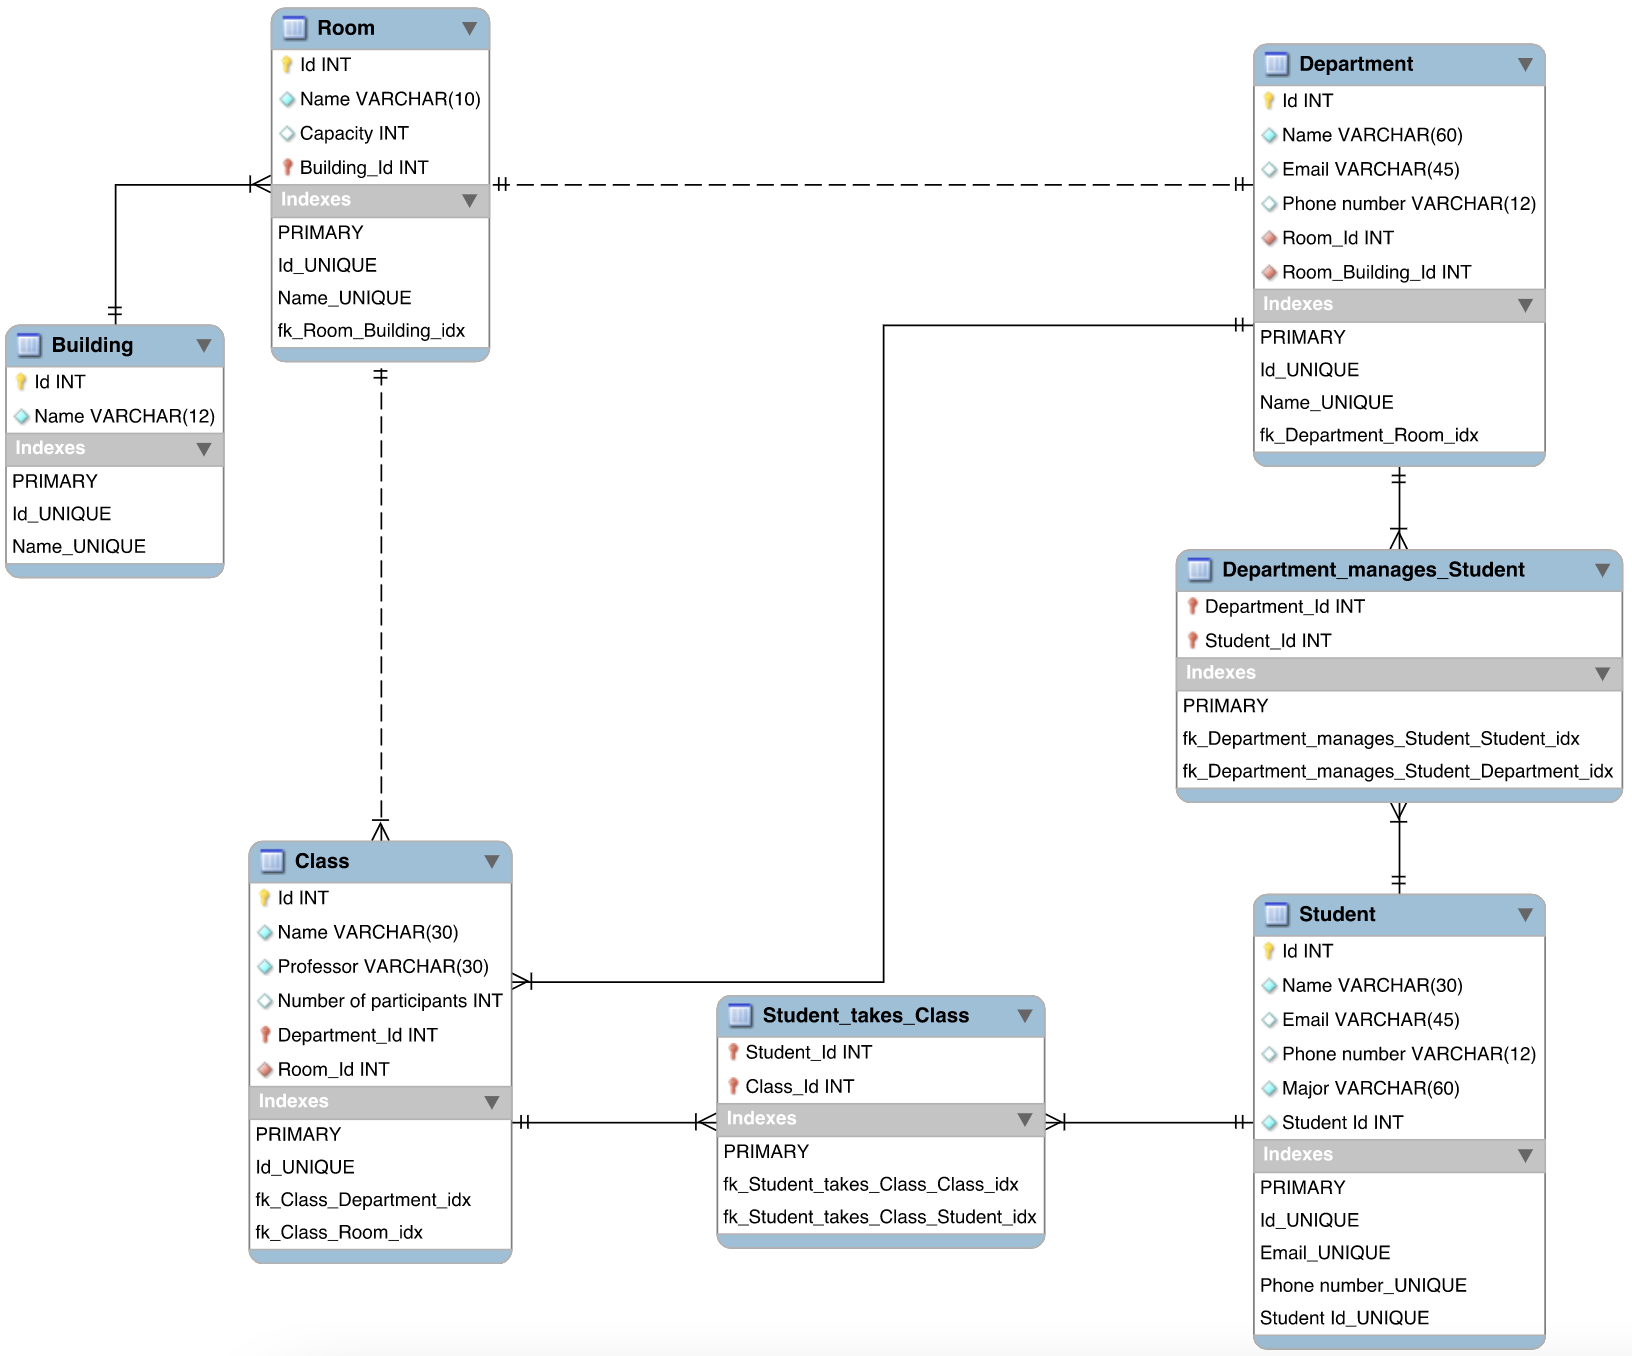 Room
Id INT
Name VARCHAR(10)
Capacity INT
Building_Id INT
Indexes
PRIMARY
Id_UNIQUE
Name_UNIQUE
fk_Room_Building_idx
Department
Id INT
Name VARCHAR(60)
Email VARCHAR(45)
Phone number VARCHAR(12)
Room_Id INT
Room_Building_Id INT
Indexes
PRIMARY
Id_UNIQUE
Name_UNIQUE
fk_Department_Room_idx
Building
Id INT
Name VARCHAR(12)
Indexes
PRIMARY
Id_UNIQUE
Name_UNIQUE
Department_manages_Student
Department_Id INT
Student_Id INT
Indexes
PRIMARY
fk_Department_manages_Student_Student_idx
fk_Department_manages_Student_Department_idx
Class
Id INT
Name VARCHAR(30)
Professor VARCHAR(30)
Number of participants INT
Department_Id INT
Room_Id INT
Indexes
PRIMARY
Id_UNIQUE
fk_Class_Department_idx
fk_Class_Room_idx
Student_takes_Class
Student_Id INT
Class_Id INT
Indexes
PRIMARY
fk_Student_takes_Class_Class_idx
fk_Student_takes_Class_Student_idx
Student
Id INT
Name VARCHAR(30)
Email VARCHAR(45)
Phone number VARCHAR(12)
Major VARCHAR(60)
Student Id INT
Indexes
PRIMARY
Id_UNIQUE
Email_UNIQUE
Phone number_UNIQUE
Student Id_UNIQUE